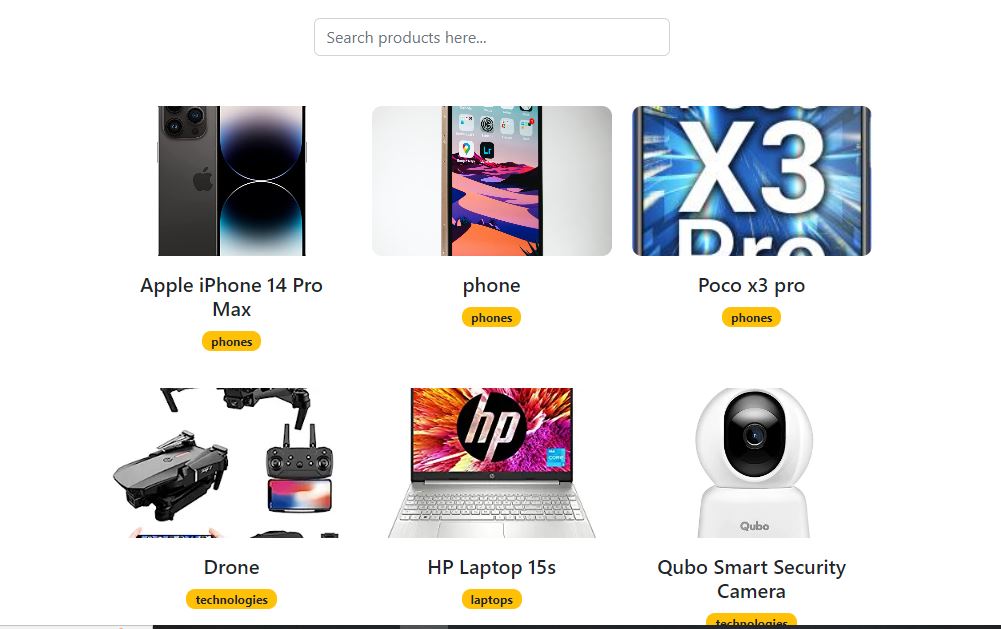 Search products here...
X3
Pro
Apple iPhone 14 Pro
Max
phones
phone
phones
Poco x3 pro
phones
hp
Qubo
Drone
technologies
HP Laptop 15s
laptops
Qubo Smart Security
Camera
technologies